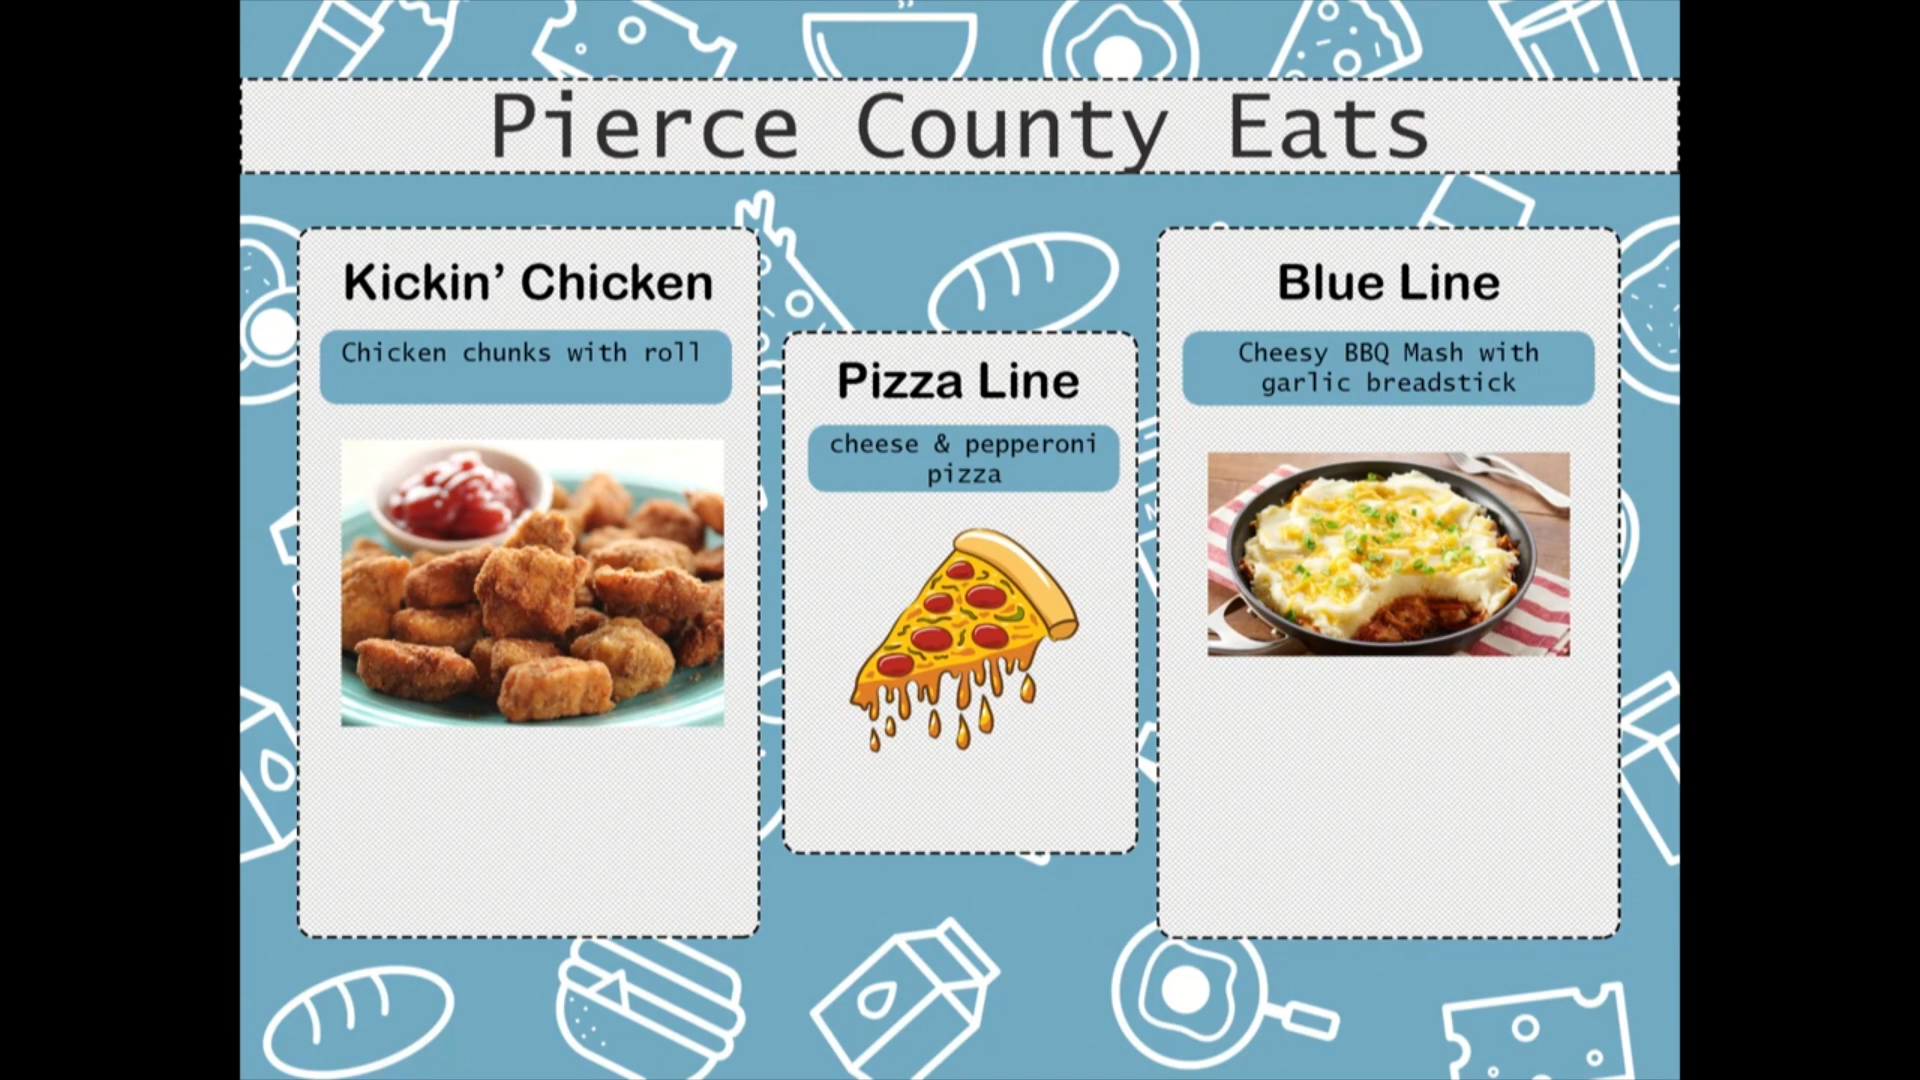 Pierce County Eats
Kickin’ Chicken
Chicken chunks with roll
Pizza Line
cheese & pepperoni
pizza
Blue Line
Cheesy BBQ Mash with
garlic breadstick